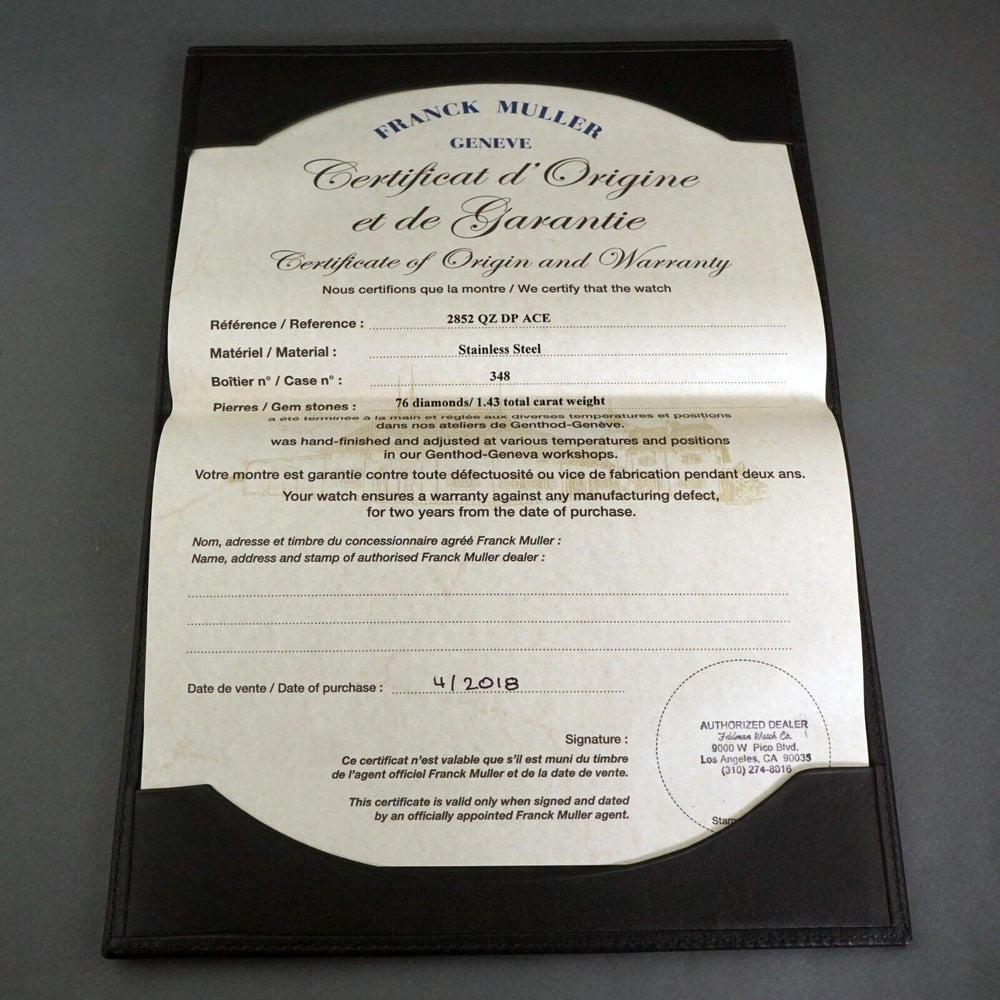 FRANCK MULLER
GENEVE
Certificat d'Origine
et de Garantie
Certificate of Origin and Warranty
Nous certifions que la montre / We certify that the watch
Référence / Reference : 2852 QZ DP ACE
Matériel / Material : Stainless Steel
Boîtier n° / Case n° : 348
Pierres / Gem stones : 76 diamonds/ 1.43 total carat weight
a été terminée à la main et réglée aux diverses températures et positions
dans nos ateliers de Genthod-Genève.
was hand-finished and adjusted at various temperatures and positions
in our Genthod-Geneva workshops.
Votre montre est garantie contre toute défectuosité ou vice de fabrication pendant deux ans.
Your watch ensures a warranty against any manufacturing defect,
for two years from the date of purchase.
Nom, adresse et timbre du concessionnaire agréé Franck Muller :
Name, address and stamp of authorised Franck Muller dealer :
Date de vente / Date of purchase : 4/2018
Signature :
Ce certificat n'est valable que s'il est muni du timbre
de l'agent officiel Franck Muller et de la date de vente.
This certificate is valid only when signed and dated
by an officially appointed Franck Muller agent.
AUTHORIZED DEALER
Feldman Watch Co.
9000 W Pico Blvd.
Los Angeles, CA 90035
(310) 274-8016